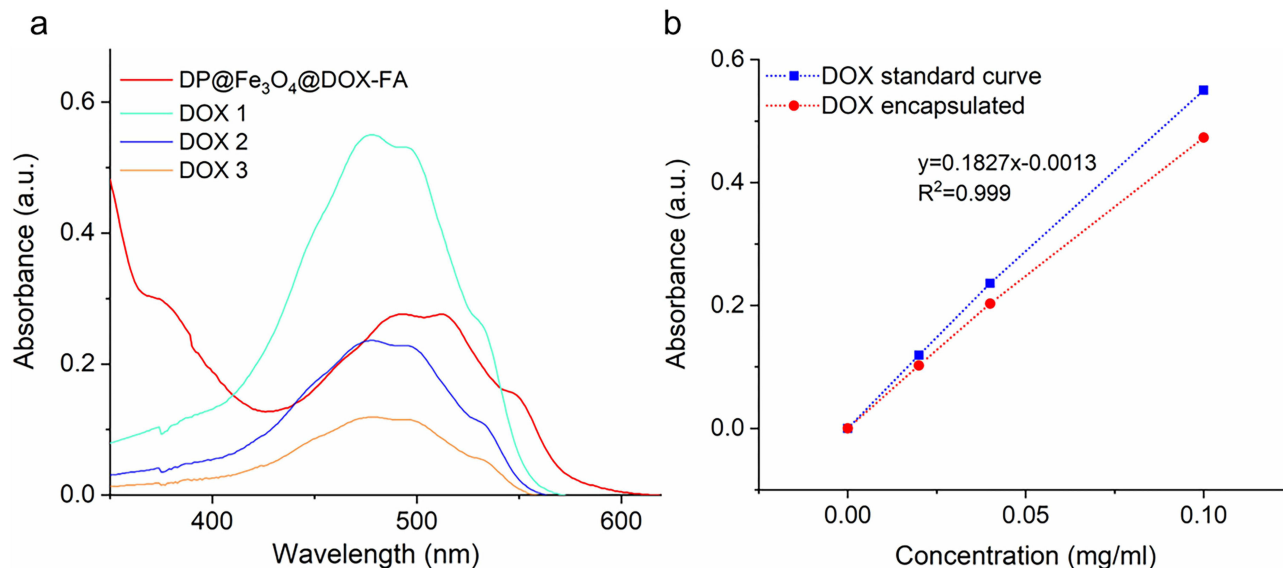 a
DP@Fe3O4@DOX-FA
DOX 1
DOX 2
DOX 3
0.6
0.4
0.2
0.0
400
500
600
Absorbance (a.u.)
Wavelength (nm)
b
DOX standard curve
DOX encapsulated
y=0.1827x-0.0013
R2=0.999
0.6
0.4
0.2
0.0
0.00
0.05
0.10
Absorbance (a.u.)
Concentration (mg/ml)